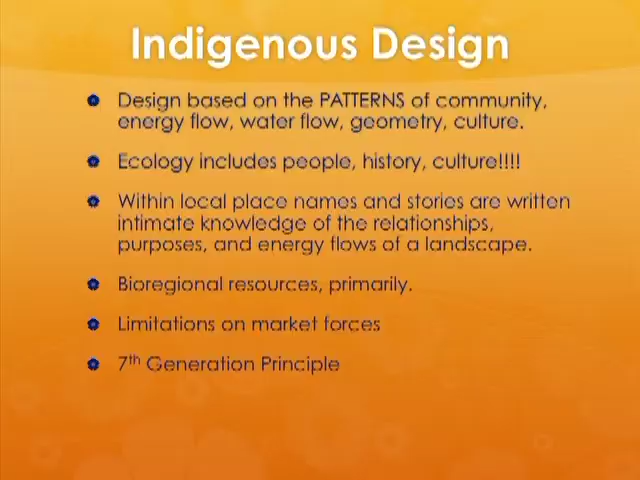 Indigenous Design
Design based on the PATTERNS of community,
energy flow, water flow, geometry, culture.
Ecology includes people, history, culture!!!!
Within local place names and stories are written
intimate knowledge of the relationships,
purposes, and energy flows of a landscape.
Bioregional resources, primarily.
Limitations on market forces
7th Generation Principle